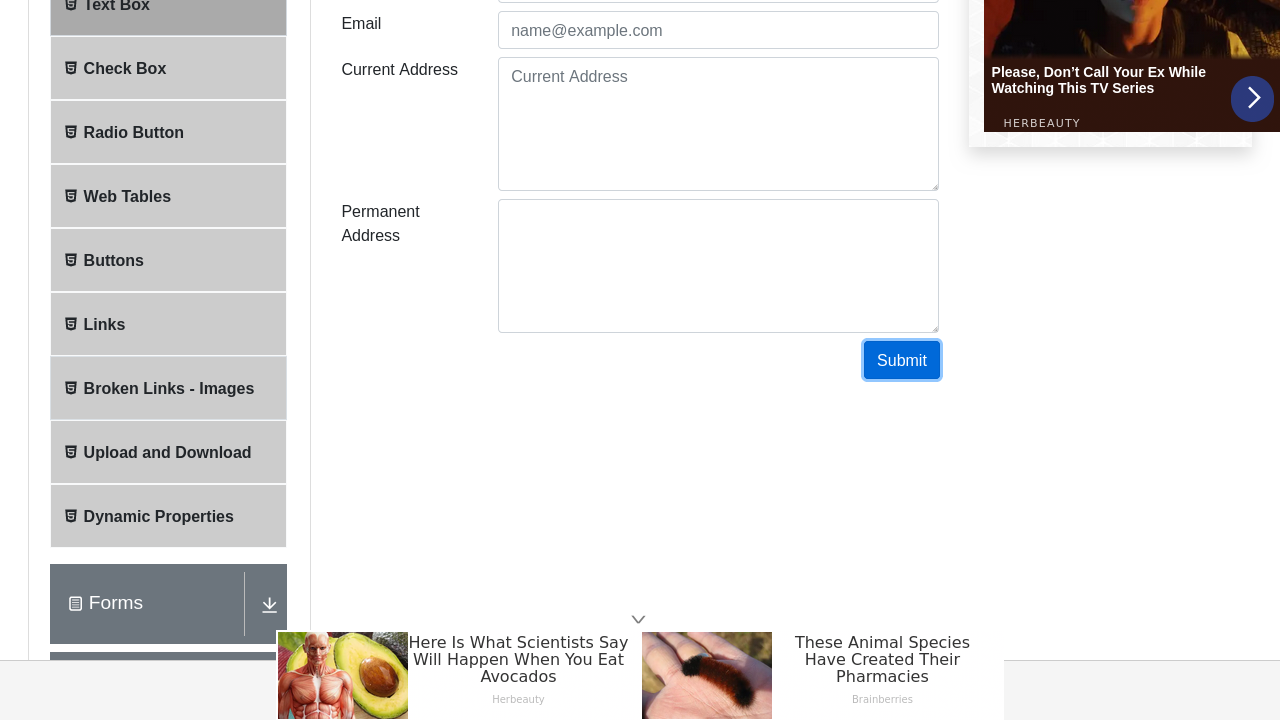 Text Box
Check Box
Radio Button
Web Tables
Buttons
Links
Broken Links - Images
Upload and Download
Dynamic Properties
Forms
Email
name@example.com
Current Address
Current Address
Permanent
Address
Submit
Please, Don’t Call Your Ex While
Watching This TV Series
HERBEAUTY
Here Is What Scientists Say
Will Happen When You Eat
Avocados
Herbeauty
These Animal Species
Have Created Their
Pharmacies
Brainberries